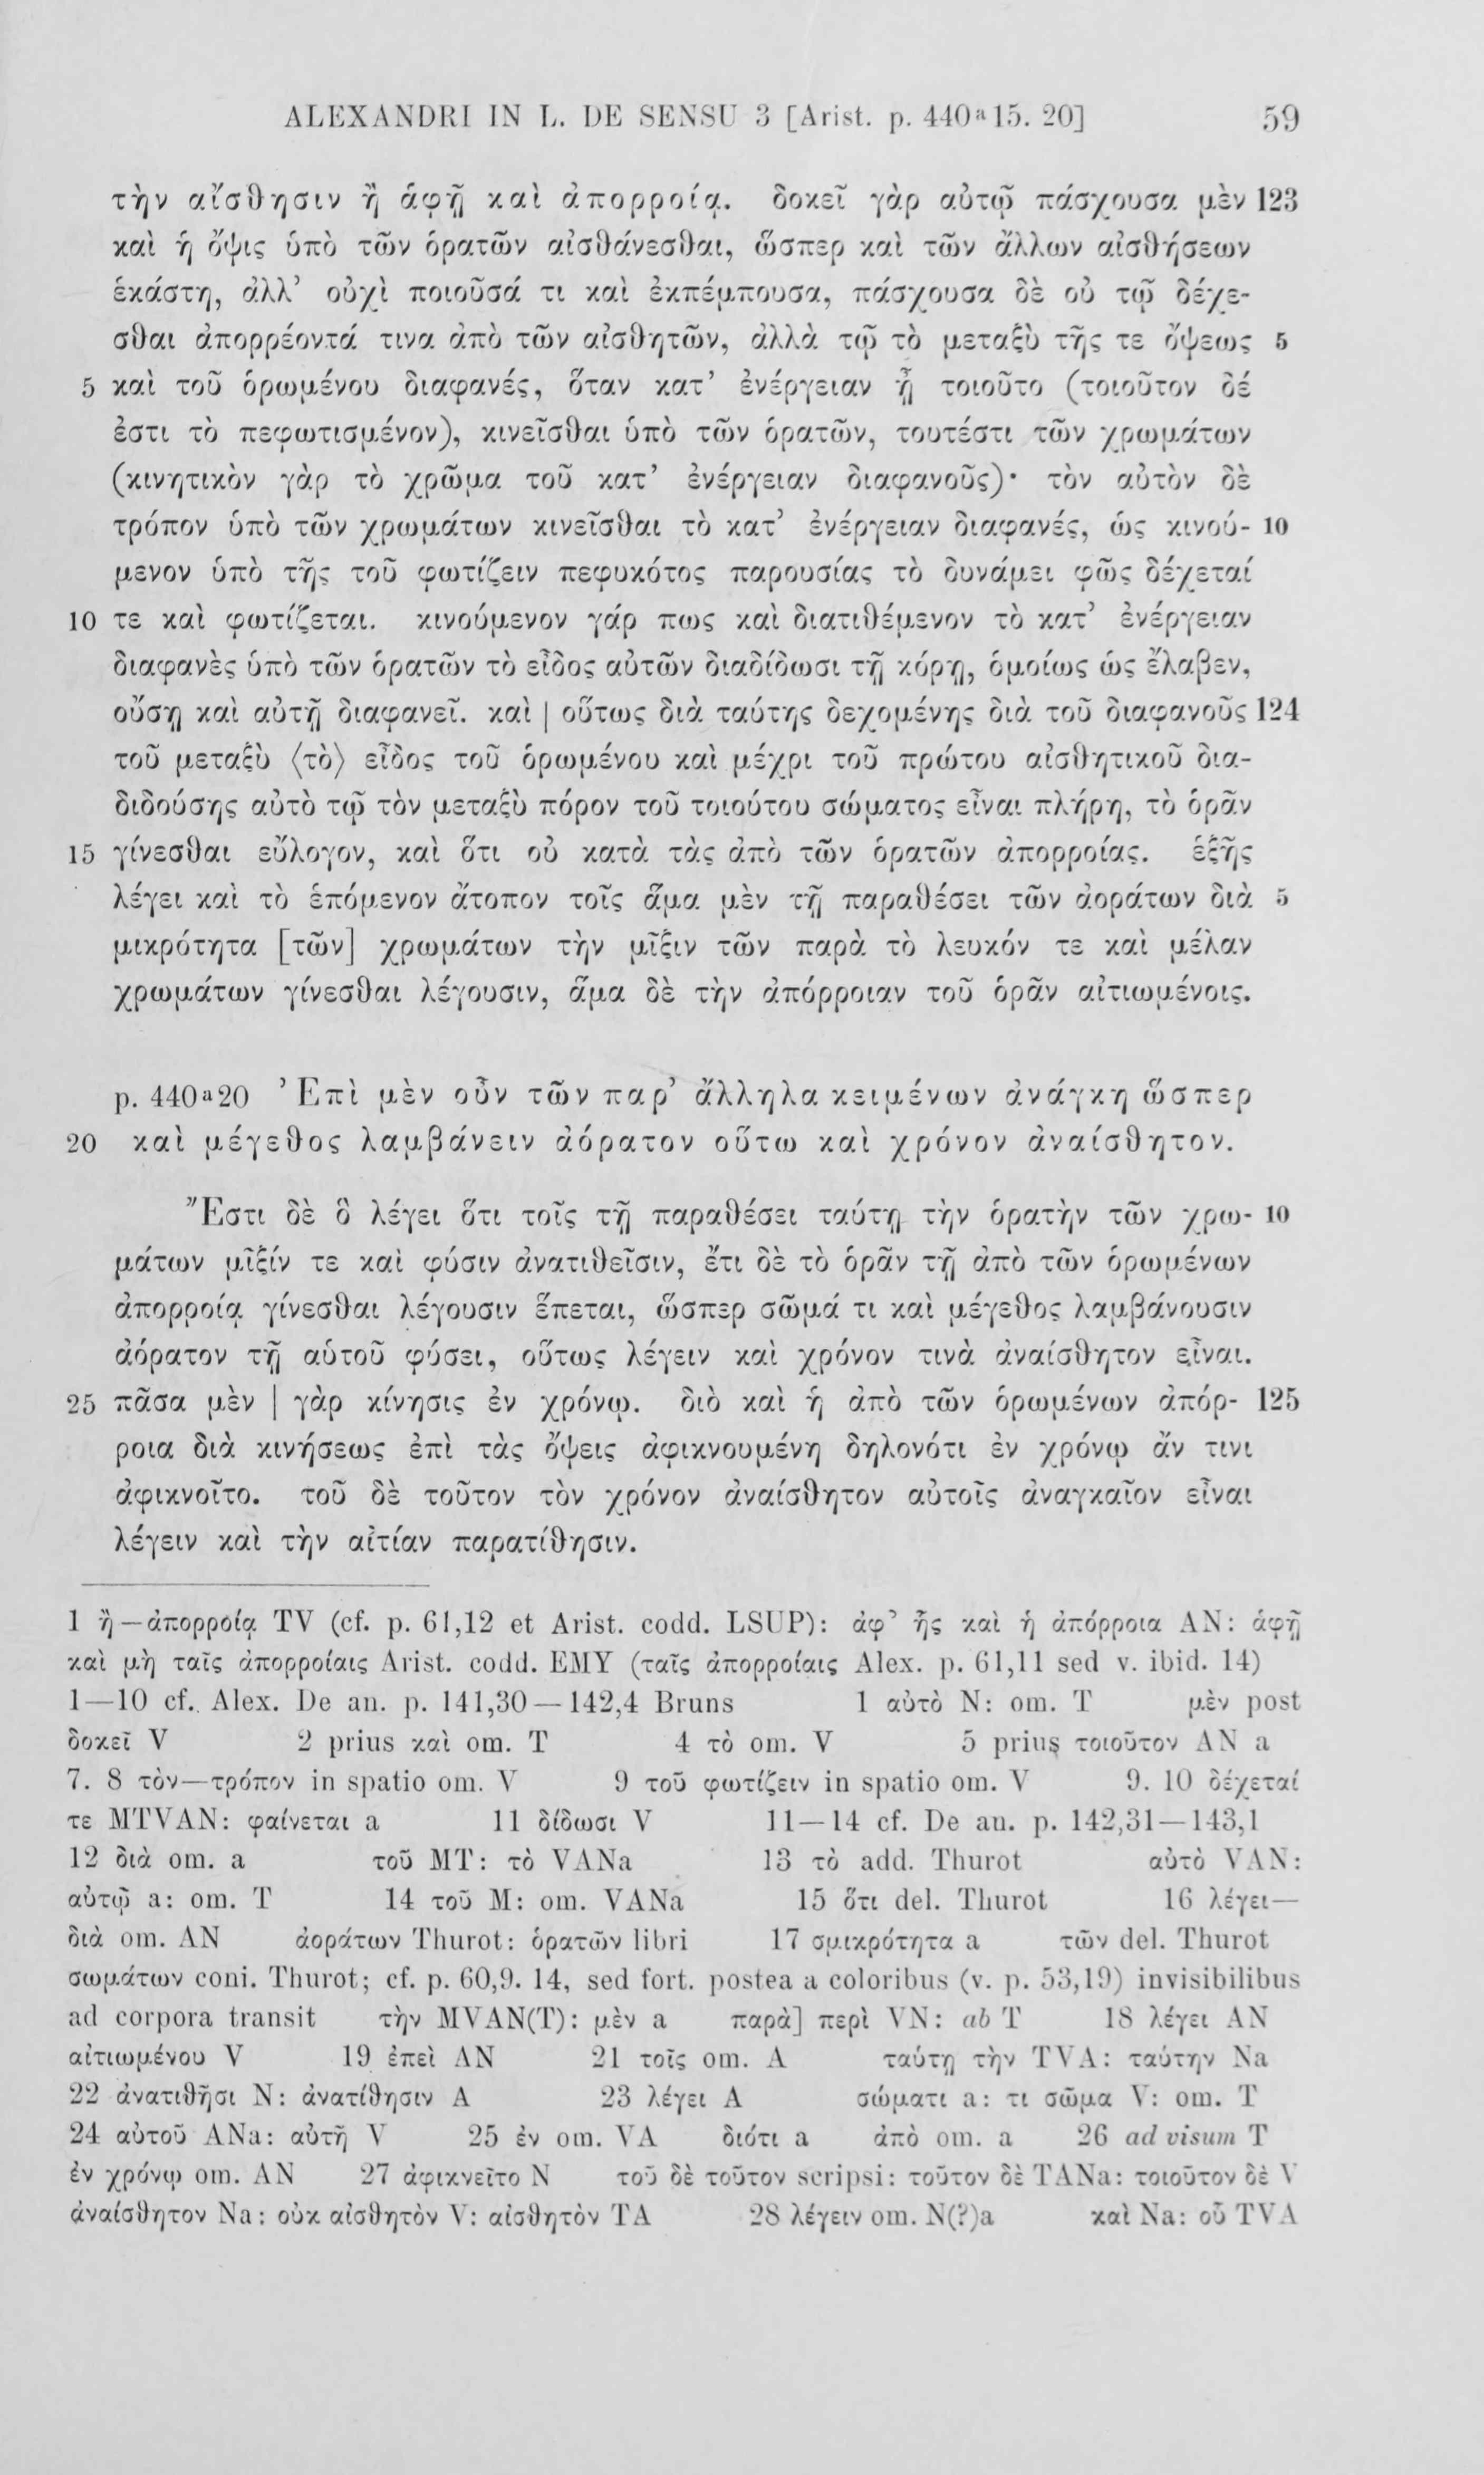 ALEXANDRI IN L. DE SENSU 3 [Arist. p. 440ᵃ15. 20] 59
τὴν αἴσθησιν ἢ ἁφῇ καὶ ἀπορροίᾳ. δοκεῖ γὰρ αὐτῷ πάσχουσα μὲν 123
καὶ ἡ ὄψις ὑπὸ τῶν ὁρατῶν αἰσθάνεσθαι, ὥσπερ καὶ τῶν ἄλλων αἰσθήσεων
ἑκάστη, ἀλλ’ οὐχὶ ποιοῦσά τι καὶ ἐκπέμπουσα, πάσχουσα δὲ οὐ τῷ δέχε-
σθαι ἀπορρέοντά τινα ἀπὸ τῶν αἰσθητῶν, ἀλλὰ τῷ τὸ μεταξὺ τῆς τε ὄψεως 5
5 καὶ τοῦ ὁρωμένου διαφανές, ὅταν κατ’ ἐνέργειαν ᾖ τοιοῦτο (τοιοῦτον δέ
ἐστι τὸ πεφωτισμένον), κινεῖσθαι ὑπὸ τῶν ὁρατῶν, τουτέστι τῶν χρωμάτων
(κινητικὸν γὰρ τὸ χρῶμα τοῦ κατ’ ἐνέργειαν διαφανοῦς)· τὸν αὐτὸν δὲ
τρόπον ὑπὸ τῶν χρωμάτων κινεῖσθαι τὸ κατ’ ἐνέργειαν διαφανές, ὡς κινού- 10
μενον ὑπὸ τῆς τοῦ φωτίζειν πεφυκότος παρουσίας τὸ δυνάμει φῶς δέχεταί
10 τε καὶ φωτίζεται. κινούμενον γάρ πως καὶ διατιθέμενον τὸ κατ’ ἐνέργειαν
διαφανὲς ὑπὸ τῶν ὁρατῶν τὸ εἶδος αὐτῶν διαδίδωσι τῇ κόρῃ, ὁμοίως ὡς ἔλαβεν,
οὔσῃ καὶ αὐτῇ διαφανεῖ. καὶ | οὕτως διὰ ταύτης δεχομένης διὰ τοῦ διαφανοῦς 124
τοῦ μεταξὺ ⟨τὸ⟩ εἶδος τοῦ ὁρωμένου καὶ μέχρι τοῦ πρώτου αἰσθητικοῦ δια-
διδούσης αὐτὸ τῷ τὸν μεταξὺ πόρον τοῦ τοιούτου σώματος εἶναι πλήρη, τὸ ὁρᾶν
15 γίνεσθαι εὔλογον, καὶ ὅτι οὐ κατὰ τὰς ἀπὸ τῶν ὁρατῶν ἀπορροίας. ἑξῆς
λέγει καὶ τὸ ἑπόμενον ἄτοπον τοῖς ἅμα μὲν τῇ παραθέσει τῶν ἀοράτων διὰ 5
μικρότητα [τῶν] χρωμάτων τὴν μῖξιν τῶν παρὰ τὸ λευκόν τε καὶ μέλαν
χρωμάτων γίνεσθαι λέγουσιν, ἅμα δὲ τὴν ἀπόρροιαν τοῦ ὁρᾶν αἰτιωμένοις.
p. 440ᵃ20 Ἐπὶ μὲν οὖν τῶν παρ’ ἄλληλα κειμένων ἀνάγκη ὥσπερ
20 καὶ μέγεθος λαμβάνειν ἀόρατον οὕτω καὶ χρόνον ἀναίσθητον.
Ἔστι δὲ ὃ λέγει ὅτι τοῖς τῇ παραθέσει ταύτῃ τὴν ὁρατὴν τῶν χρω- 10
μάτων μῖξίν τε καὶ φύσιν ἀνατιθεῖσιν, ἔτι δὲ τὸ ὁρᾶν τῇ ἀπὸ τῶν ὁρωμένων
ἀπορροίᾳ γίνεσθαι λέγουσιν ἕπεται, ὥσπερ σῶμά τι καὶ μέγεθος λαμβάνουσιν
ἀόρατον τῇ αὑτοῦ φύσει, οὕτως λέγειν καὶ χρόνον τινὰ ἀναίσθητον εἶναι.
25 πᾶσα μὲν | γὰρ κίνησις ἐν χρόνῳ. διὸ καὶ ἡ ἀπὸ τῶν ὁρωμένων ἀπόρ- 125
ροια διὰ κινήσεως ἐπὶ τὰς ὄψεις ἀφικνουμένη δηλονότι ἐν χρόνῳ ἄν τινι
ἀφικνοῖτο. τοῦ δὲ τοῦτον τὸν χρόνον ἀναίσθητον αὐτοῖς ἀναγκαῖον εἶναι
λέγειν καὶ τὴν αἰτίαν παρατίθησιν.
1 ἢ—ἀπορροίᾳ TV (cf. p. 61,12 et Arist. codd. LSUP): ἀφ’ ἧς καὶ ἡ ἀπόρροια AN: ἁφῇ
καὶ μὴ ταῖς ἀπορροίαις Arist. codd. EMY (ταῖς ἀπορροίαις Alex. p. 61,11 sed v. ibid. 14)
1—10 cf. Alex. De an. p. 141,30—142,4 Bruns 1 αὐτὸ N: om. T μὲν post
δοκεῖ V 2 prius καὶ om. T 4 τὸ om. V 5 prius τοιοῦτον AN a
7. 8 τὸν—τρόπον in spatio om. V 9 τοῦ φωτίζειν in spatio om. V 9. 10 δέχεταί
τε MTVAN: φαίνεται a 11 δίδωσι V 11—14 cf. De an. p. 142,31—143,1
12 διὰ om. a τοῦ MT: τὸ VANa 13 τὸ add. Thurot αὐτὸ VAN:
αὐτῷ a: om. T 14 τοῦ M: om. VANa 15 ὅτι del. Thurot 16 λέγει—
διὰ om. AN ἀοράτων Thurot: ὁρατῶν libri 17 σμικρότητα a τῶν del. Thurot
σωμάτων coni. Thurot; cf. p. 60,9. 14, sed fort. postea a coloribus (v. p. 53,19) invisibilibus
ad corpora transit τὴν MVAN(T): μὲν a παρὰ] περὶ VN: ab T 18 λέγει AN
αἰτιωμένου V 19 ἐπεὶ AN 21 τοῖς om. A ταύτῃ τὴν TVA: ταύτην Na
22 ἀνατιθῆσι N: ἀνατίθησιν A 23 λέγει A σώματι a: τι σῶμα V: om. T
24 αὐτοῦ ANa: αὐτῇ V 25 ἐν om. VA διότι a ἀπὸ om. a 26 ad visum T
ἐν χρόνῳ om. AN 27 ἀφικνεῖτο N τοῦ δὲ τοῦτον scripsi: τοῦτον δὲ TANa: τοιοῦτον δὲ V
ἀναίσθητον Na: οὐκ αἰσθητὸν V: αἰσθητὸν TA 28 λέγειν om. N(?)a καὶ Na: οὗ TVA